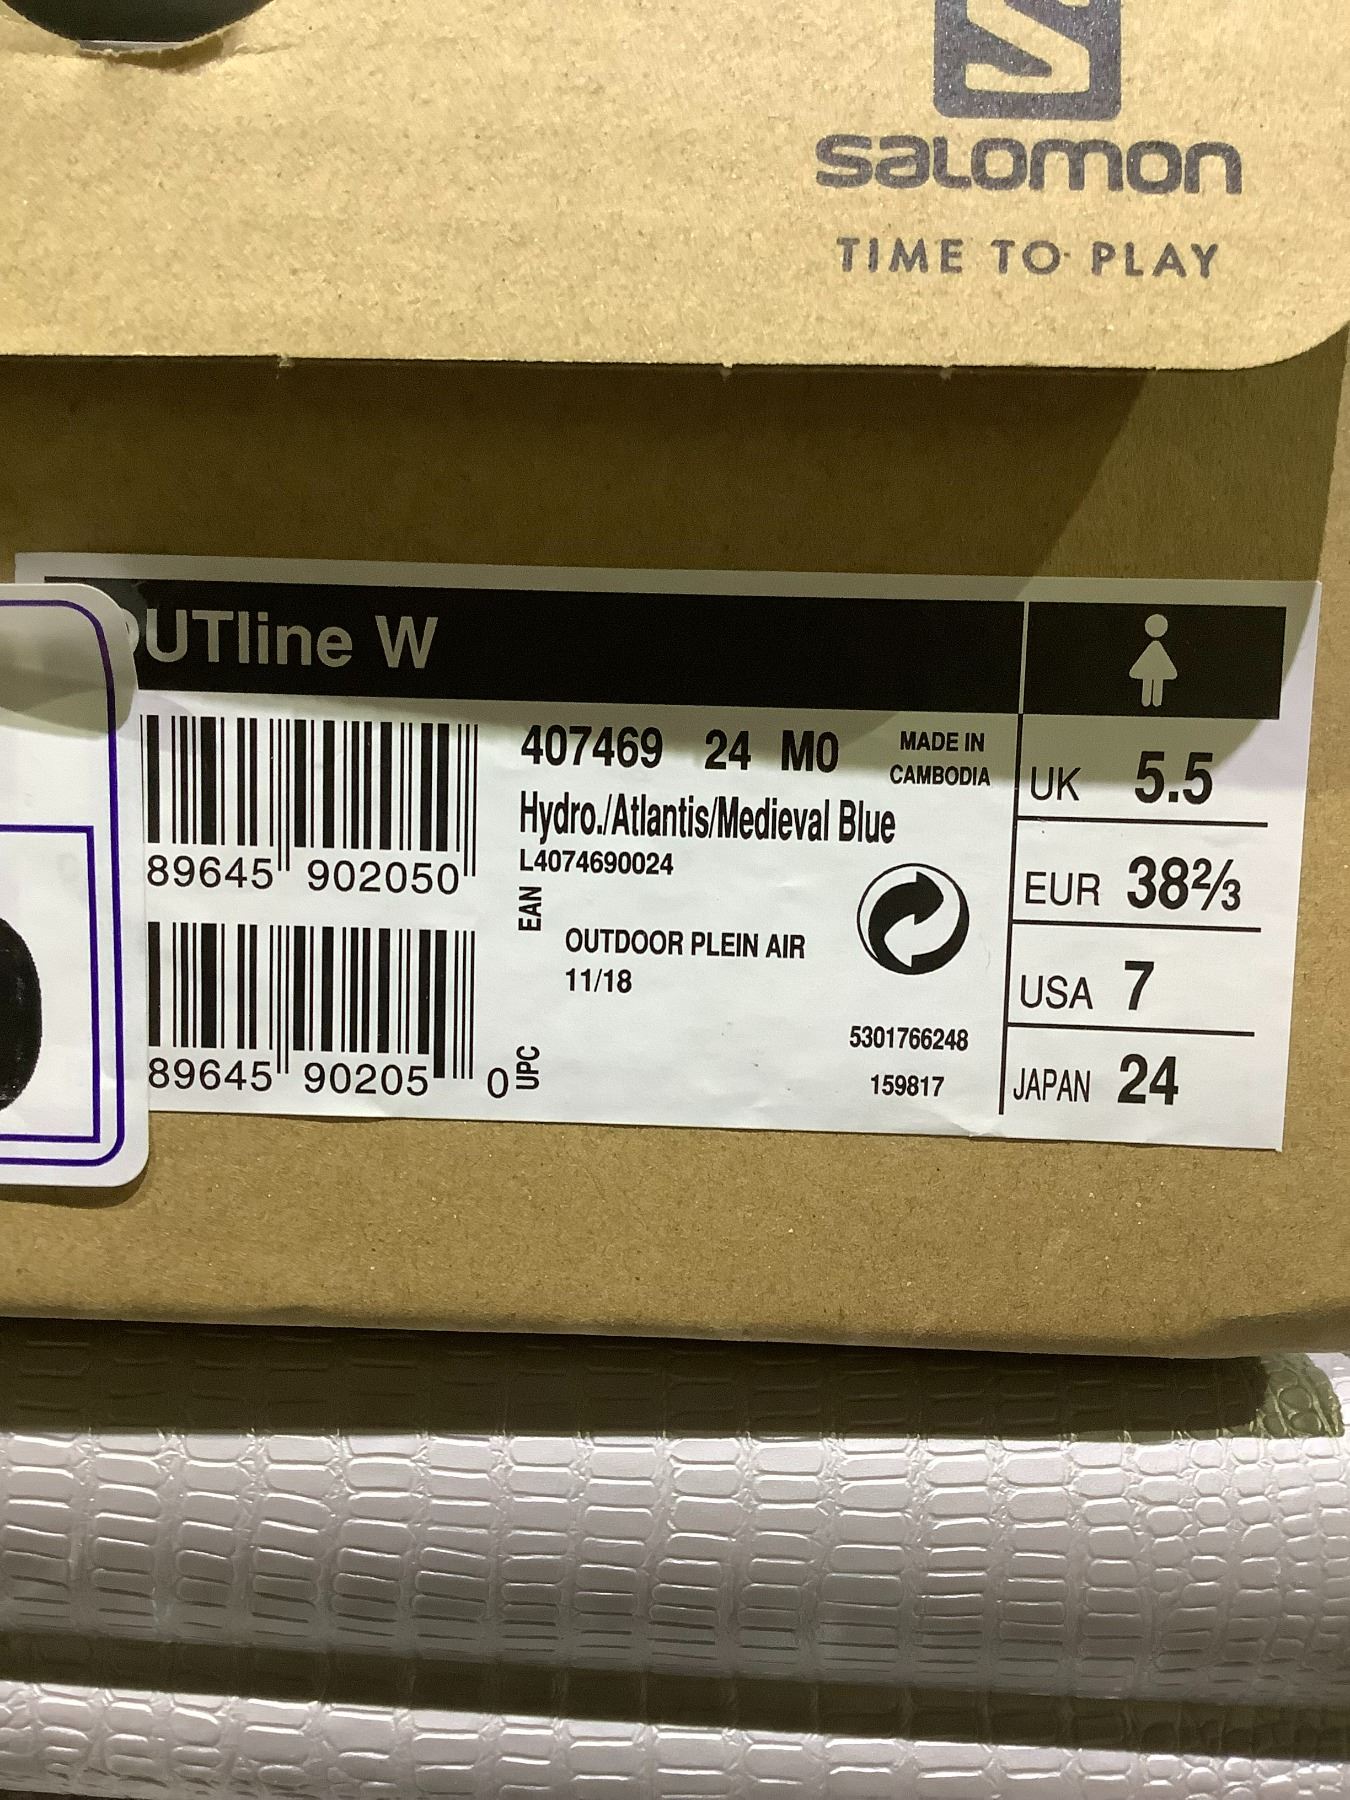 SALOMON
TIME TO PLAY
OUTline W
407469 24 M0
MADE IN
CAMBODIA
Hydro./Atlantis/Medieval Blue
L4074690024
89645 902050
EAN
OUTDOOR PLEIN AIR
11/18
5301766248
159817
89645 90205 0
UPC
UK 5.5
EUR 38⅔
USA 7
JAPAN 24